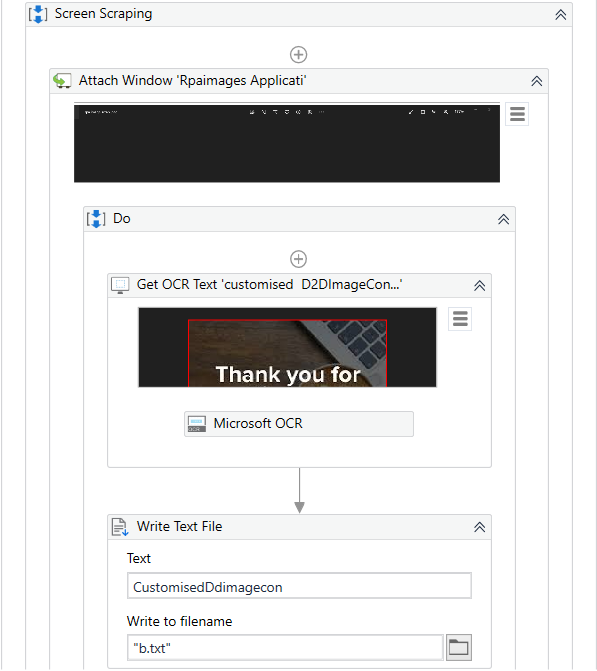 Screen Scraping
Attach Window 'Rpaimages Applicati'
Do
Get OCR Text 'customised  D2DImageCon...'
Thank you for
OCR
Microsoft OCR
Write Text File
Text
CustomisedDdimagecon
Write to filename
"b.txt"